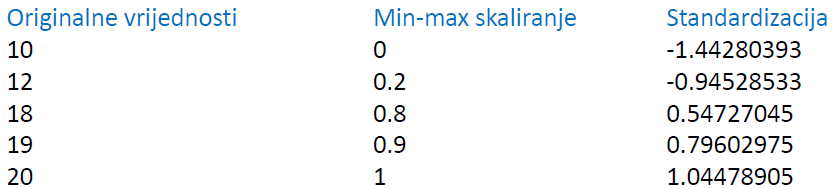 Originalne vrijednosti Min-max skaliranje Standardizacija
10 0 -1.44280393
12 0.2 -0.94528533
18 0.8 0.54727045
19 0.9 0.79602975
20 1 1.04478905